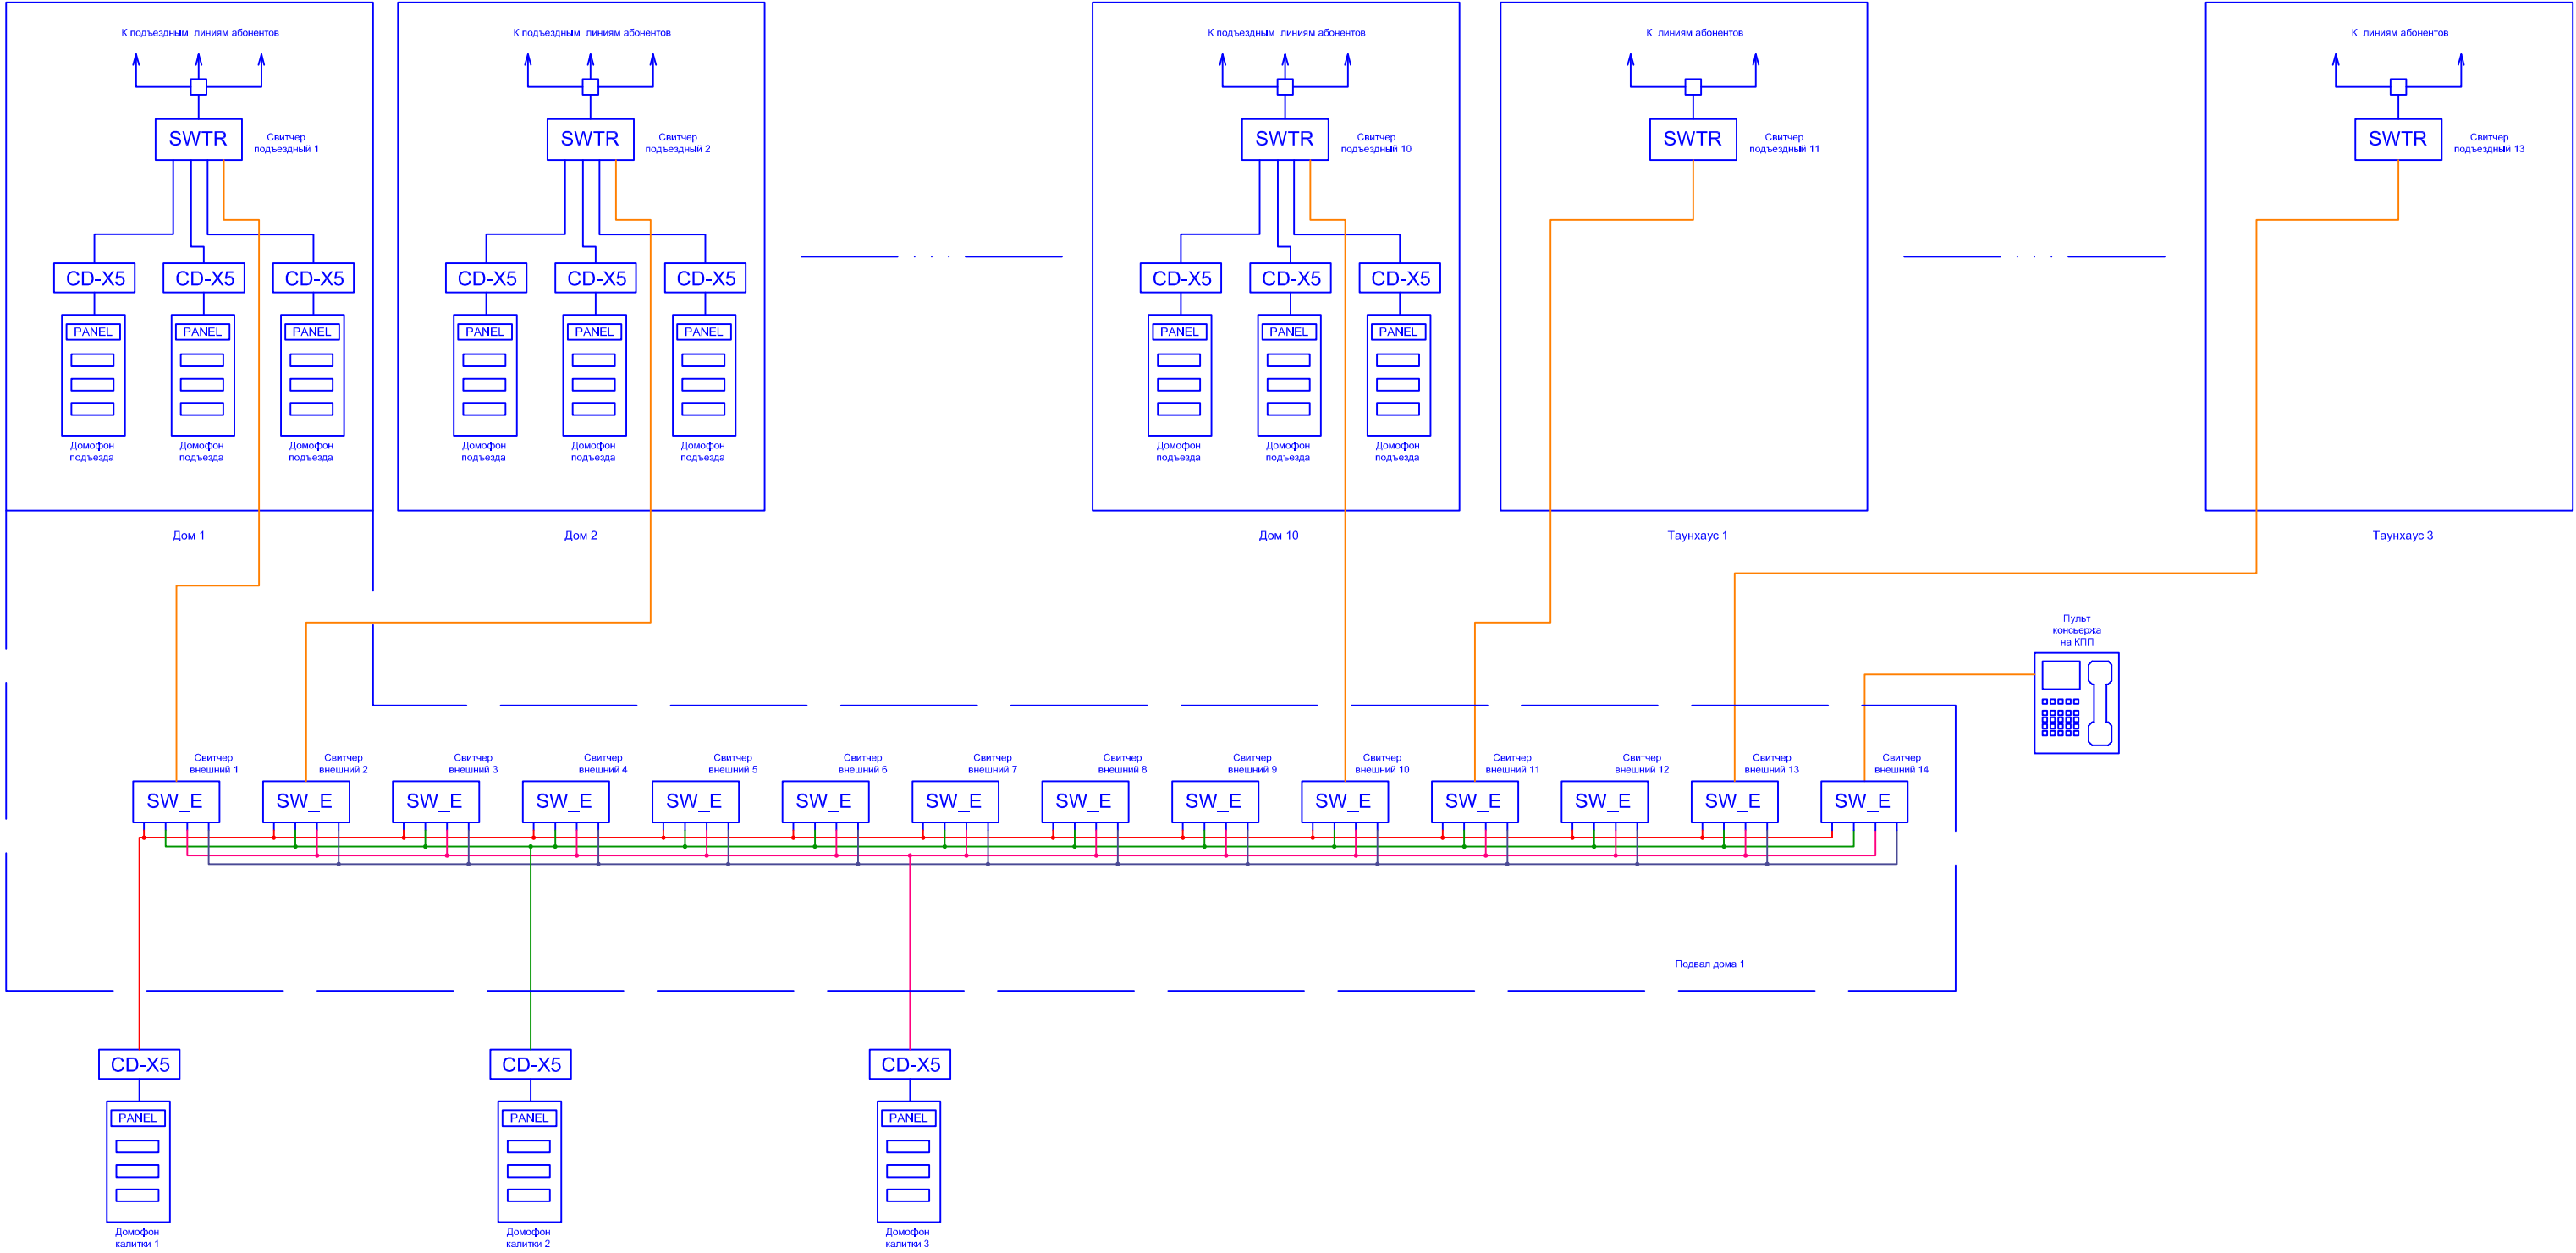 К подъездным линиям абонентов
К подъездным линиям абонентов
К подъездным линиям абонентов
К линиям абонентов
К линиям абонентов
SWTR
Свитчер
подъездный 1
SWTR
Свитчер
подъездный 2
SWTR
Свитчер
подъездный 10
SWTR
Свитчер
подъездный 11
SWTR
Свитчер
подъездный 13
CD-X5
CD-X5
CD-X5
CD-X5
CD-X5
CD-X5
CD-X5
CD-X5
CD-X5
PANEL
PANEL
PANEL
PANEL
PANEL
PANEL
PANEL
PANEL
PANEL
Домофон
подъезда
Домофон
подъезда
Домофон
подъезда
Домофон
подъезда
Домофон
подъезда
Домофон
подъезда
Домофон
подъезда
Домофон
подъезда
Домофон
подъезда
Дом 1
Дом 2
Дом 10
Таунхаус 1
Таунхаус 3
Пульт
консьержа
на КПП
Свитчер
внешний 1
Свитчер
внешний 2
Свитчер
внешний 3
Свитчер
внешний 4
Свитчер
внешний 5
Свитчер
внешний 6
Свитчер
внешний 7
Свитчер
внешний 8
Свитчер
внешний 9
Свитчер
внешний 10
Свитчер
внешний 11
Свитчер
внешний 12
Свитчер
внешний 13
Свитчер
внешний 14
SW_E
SW_E
SW_E
SW_E
SW_E
SW_E
SW_E
SW_E
SW_E
SW_E
SW_E
SW_E
SW_E
SW_E
Подвал дома 1
CD-X5
CD-X5
CD-X5
PANEL
PANEL
PANEL
Домофон
калитки 1
Домофон
калитки 2
Домофон
калитки 3